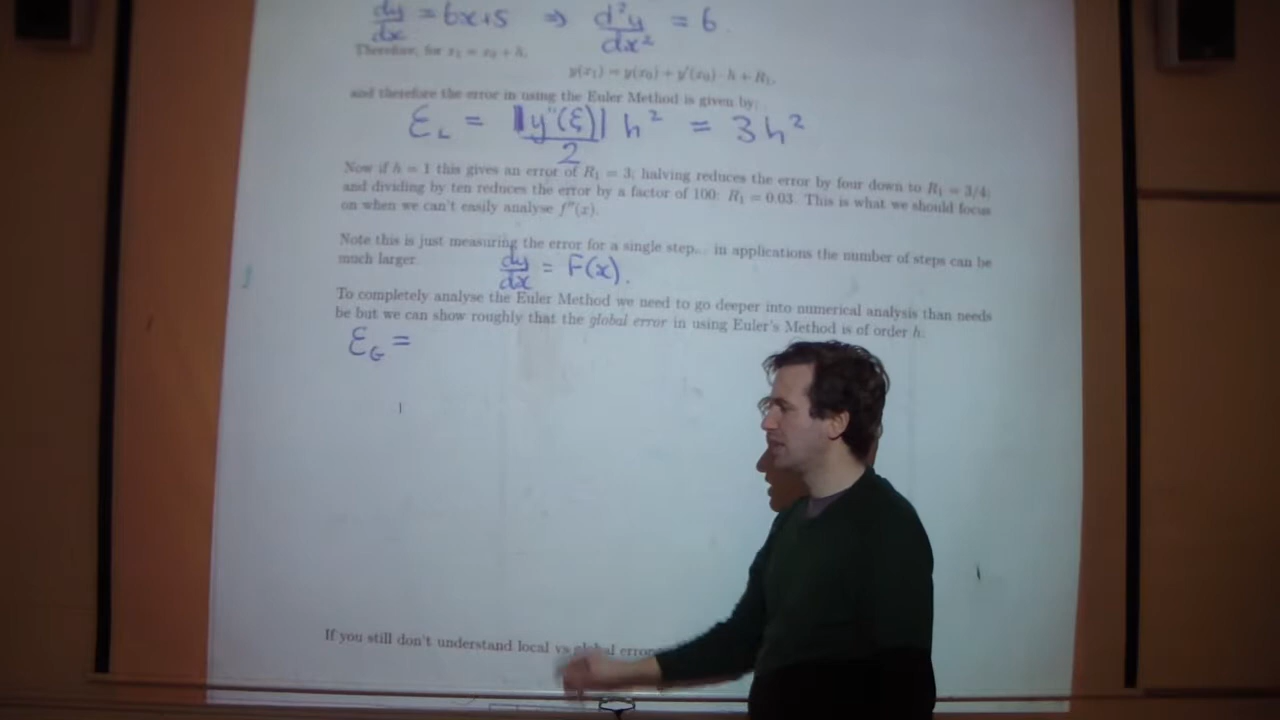 dy/dx = 6x+5 ⇒ d²y/dx² = 6
Therefore, for x₁ = x₀ + h,
y(x₁) = y(x₀) + y′(x₀) · h + R₁,
and therefore the error in using the Euler Method is given by:
ε_L = |y″(ξ)|/2 h² = 3h²
Now if h = 1 this gives an error of R₁ = 3; halving reduces the error by four down to R₁ = 3/4;
and dividing by ten reduces the error by a factor of 100: R₁ = 0.03. This is what we should focus
on when we can't easily analyse f″(x).
Note this is just measuring the error for a single step... in applications the number of steps can be
much larger.
dy/dx = F(x).
To completely analyse the Euler Method we need to go deeper into numerical analysis than needs
be but we can show roughly that the global error in using Euler's Method is of order h.
ε_G =
If you still don't understand local vs global error